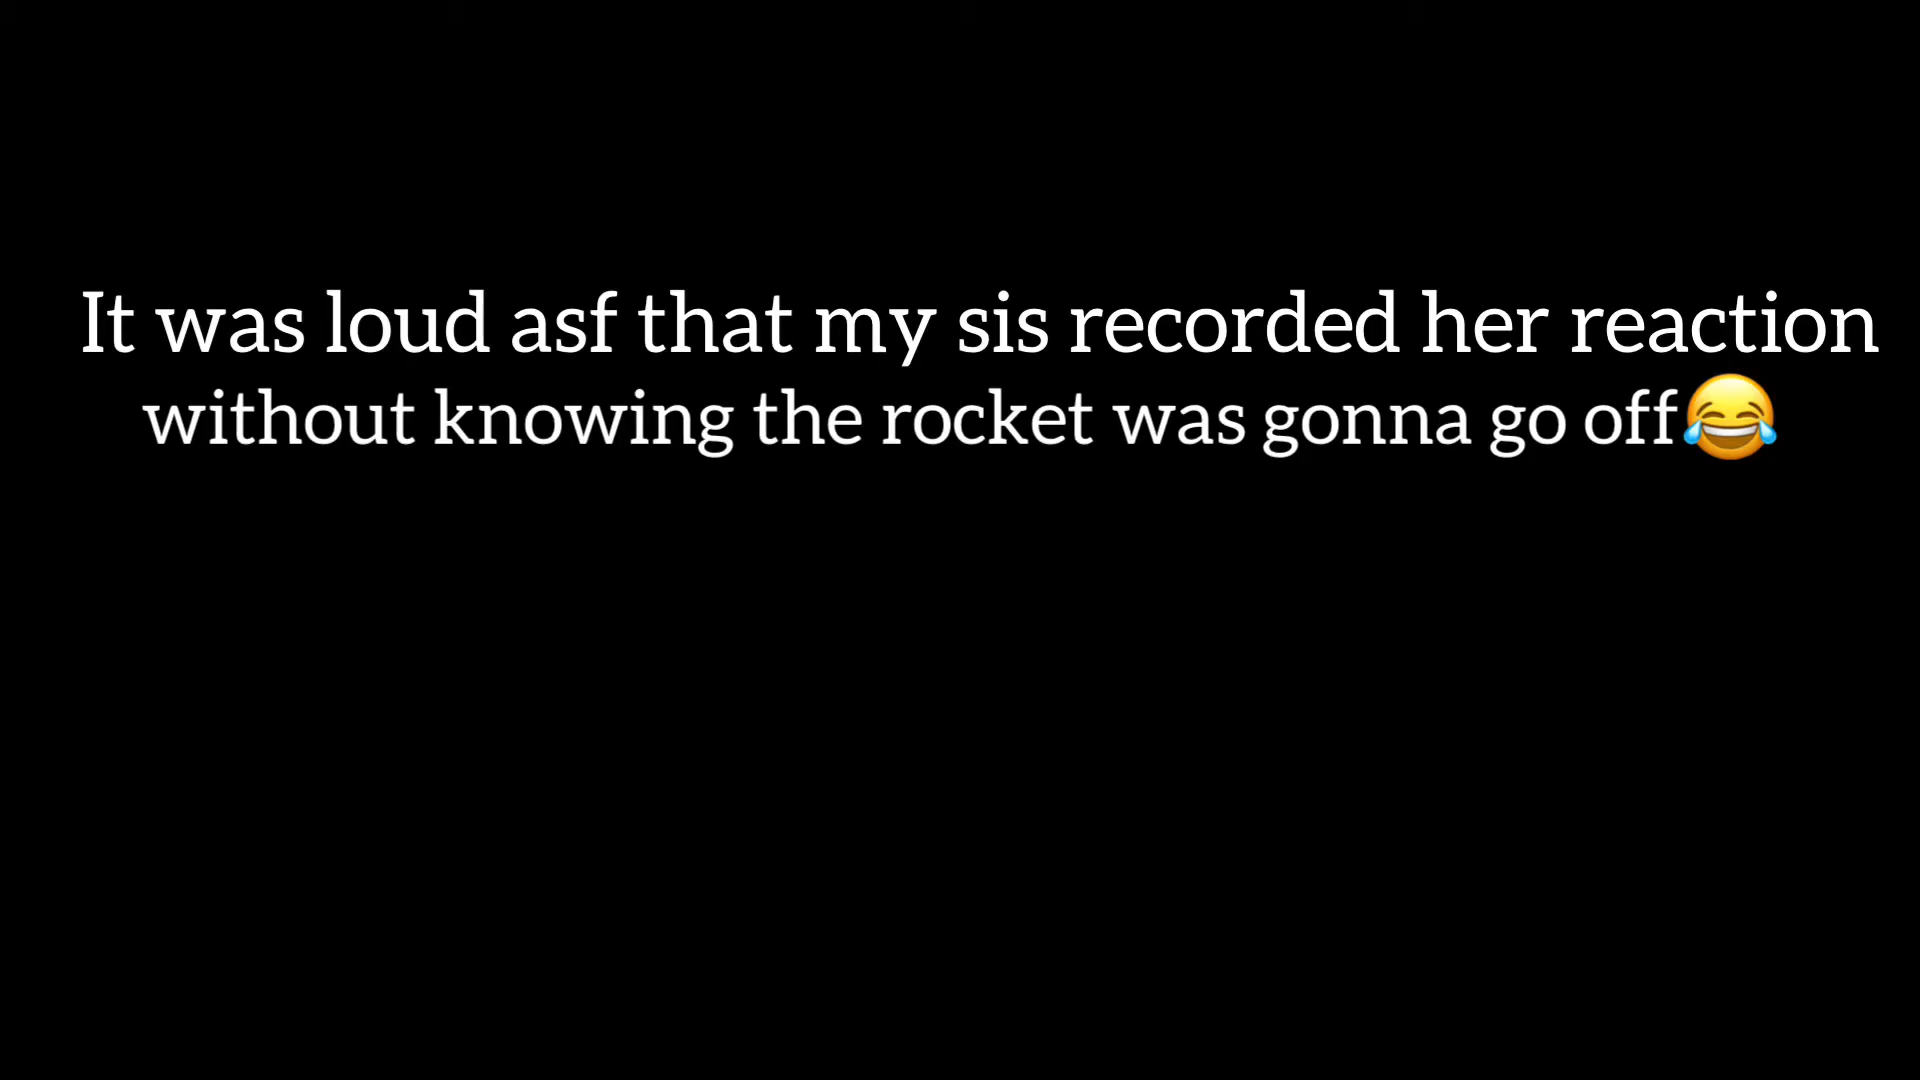 It was loud asf that my sis recorded her reaction
without knowing the rocket was gonna go off😂